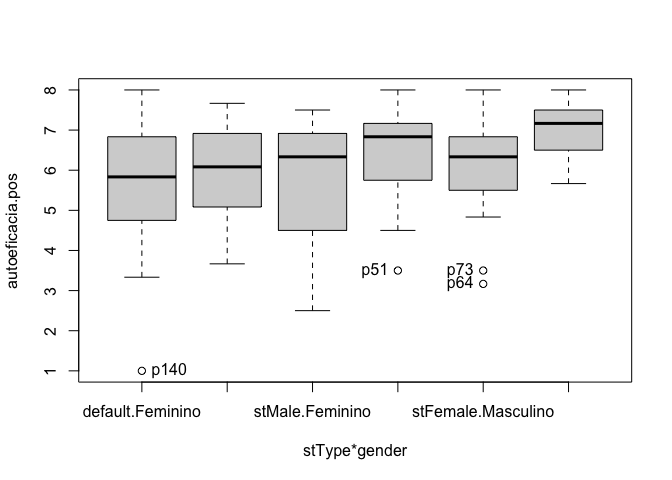 autoeficacia.pos
8
7
6
5
4
3
2
1
p51
p73
p64
p140
default.Feminino
stMale.Feminino
stFemale.Masculino
stType*gender